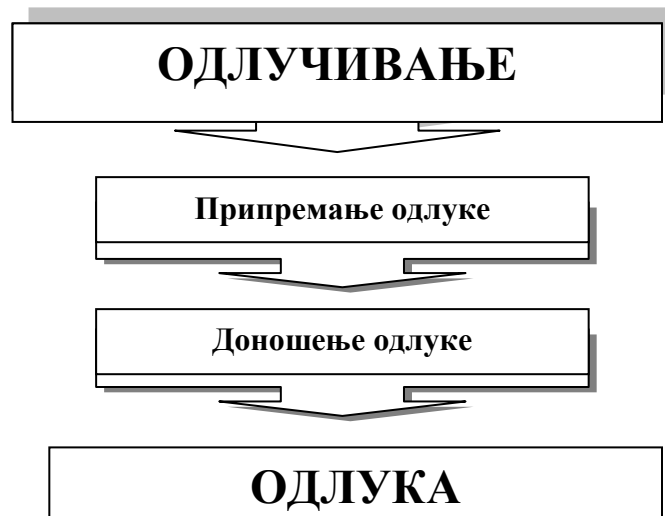 ОДЛУЧИВАЊЕ
Припремање одлуке
Доношење одлуке
ОДЛУКА